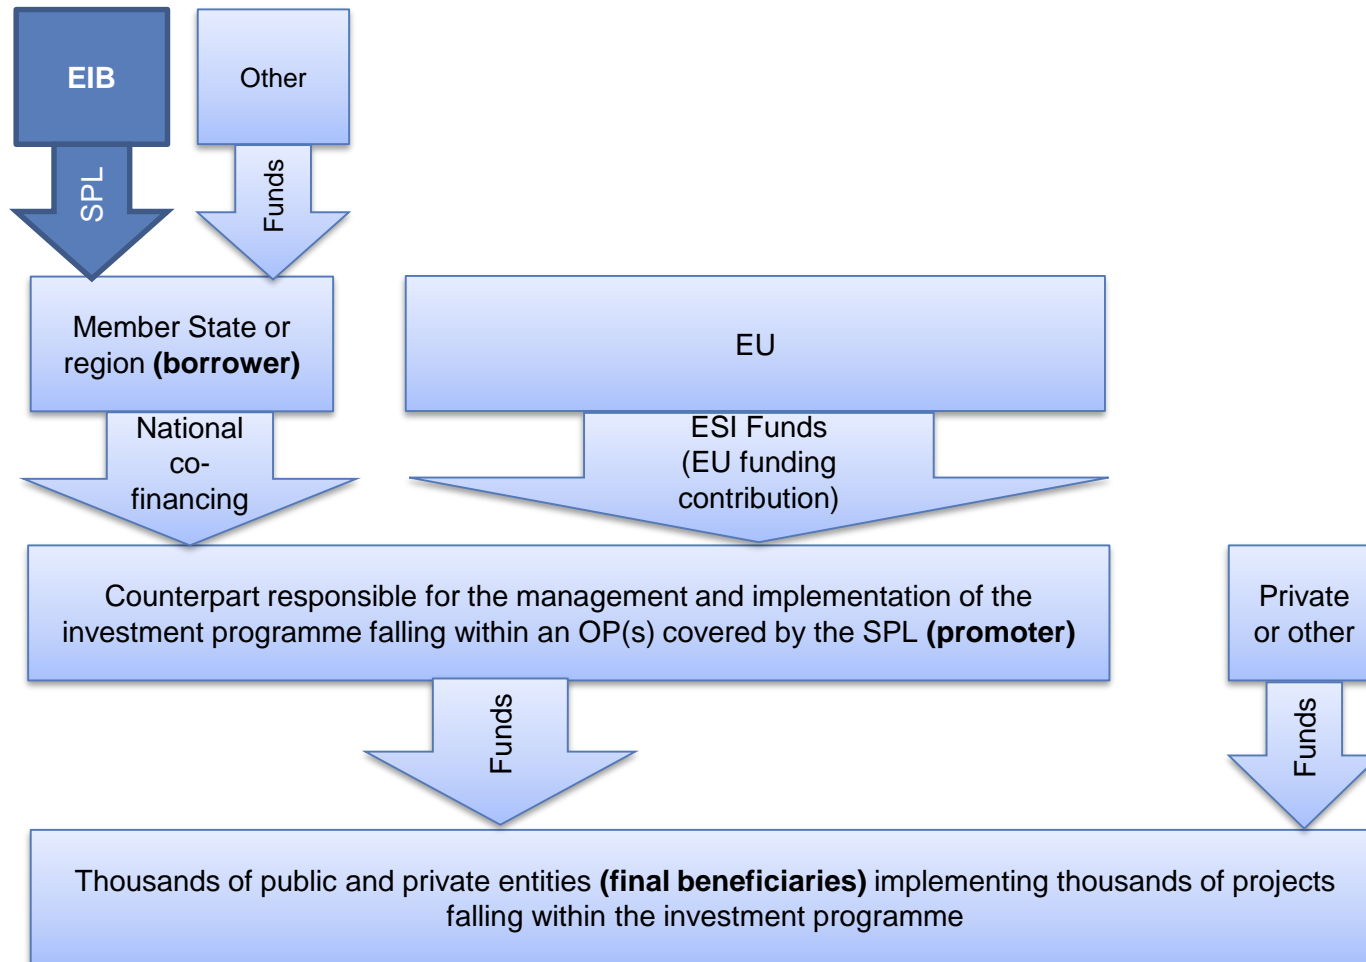 EIB
Other
SPL
Funds
Member State or
region (borrower)
EU
National
co-
financing
ESI Funds
(EU funding
contribution)
Counterpart responsible for the management and implementation of the
investment programme falling within an OP(s) covered by the SPL (promoter)
Private
or other
Funds
Funds
Thousands of public and private entities (final beneficiaries) implementing thousands of projects
falling within the investment programme